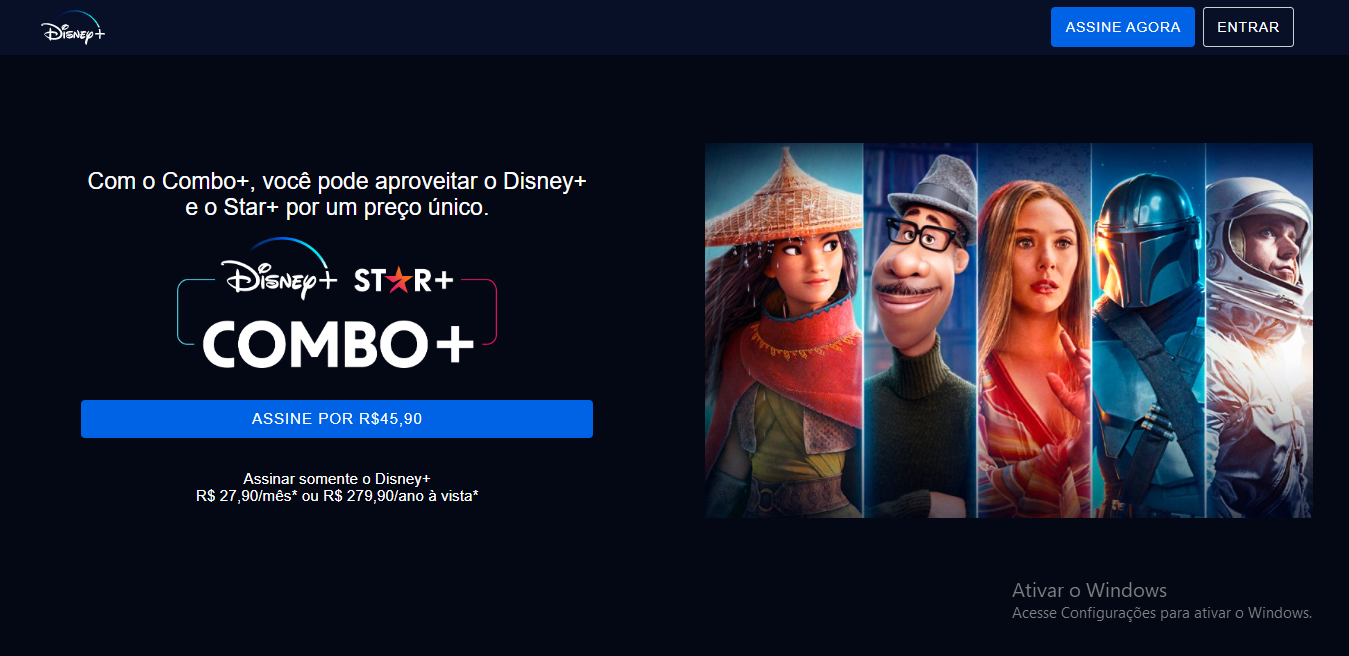 Disney+
ASSINE AGORA
ENTRAR
Com o Combo+, você pode aproveitar o Disney+
e o Star+ por um preço único.
Disney+ STAR+
COMBO+
ASSINE POR R$45,90
Assinar somente o Disney+
R$ 27,90/mês* ou R$ 279,90/ano à vista*
Ativar o Windows
Acesse Configurações para ativar o Windows.